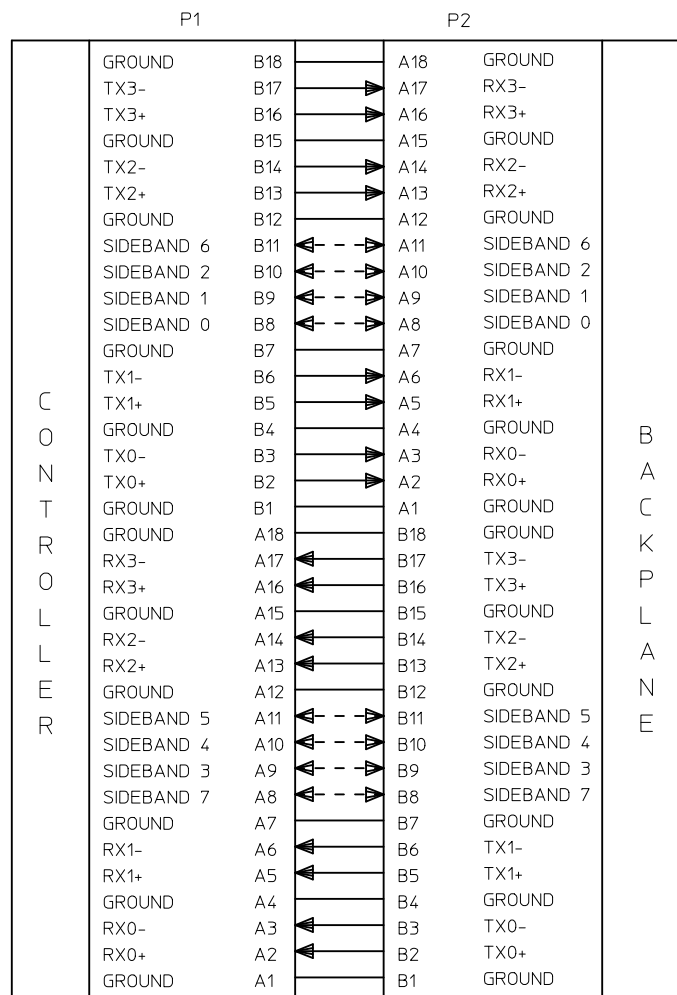 P1 P2
GROUND B18 A18 GROUND
TX3- B17 A17 RX3-
TX3+ B16 A16 RX3+
GROUND B15 A15 GROUND
TX2- B14 A14 RX2-
TX2+ B13 A13 RX2+
GROUND B12 A12 GROUND
SIDEBAND 6 B11 A11 SIDEBAND 6
SIDEBAND 2 B10 A10 SIDEBAND 2
SIDEBAND 1 B9 A9 SIDEBAND 1
SIDEBAND 0 B8 A8 SIDEBAND 0
GROUND B7 A7 GROUND
TX1- B6 A6 RX1-
TX1+ B5 A5 RX1+
GROUND B4 A4 GROUND
TX0- B3 A3 RX0-
TX0+ B2 A2 RX0+
GROUND B1 A1 GROUND
GROUND A18 B18 GROUND
RX3- A17 B17 TX3-
RX3+ A16 B16 TX3+
GROUND A15 B15 GROUND
RX2- A14 B14 TX2-
RX2+ A13 B13 TX2+
GROUND A12 B12 GROUND
SIDEBAND 5 A11 B11 SIDEBAND 5
SIDEBAND 4 A10 B10 SIDEBAND 4
SIDEBAND 3 A9 B9 SIDEBAND 3
SIDEBAND 7 A8 B8 SIDEBAND 7
GROUND A7 B7 GROUND
RX1- A6 B6 TX1-
RX1+ A5 B5 TX1+
GROUND A4 B4 GROUND
RX0- A3 B3 TX0-
RX0+ A2 B2 TX0+
GROUND A1 B1 GROUND
CONTROLLER
BACKPLANE